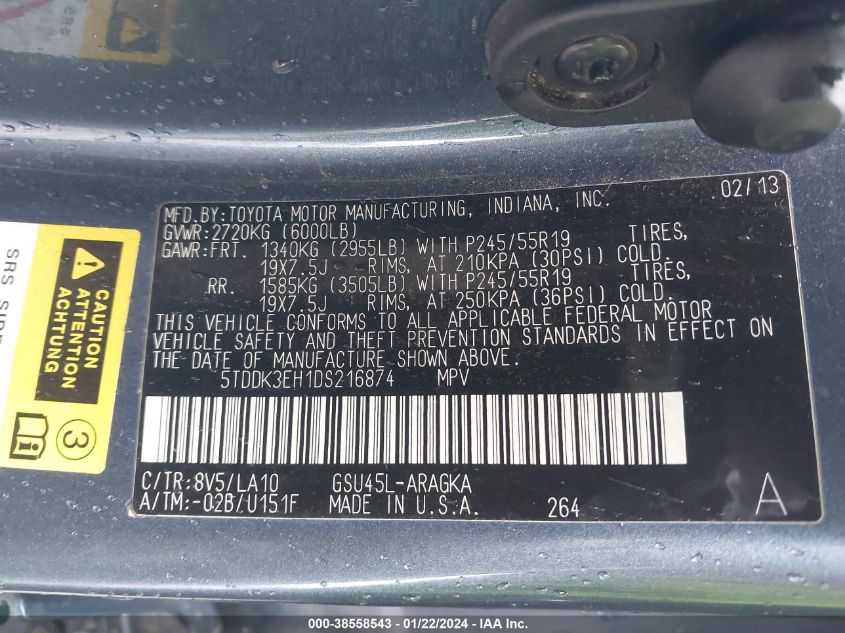 02/13
MFD.BY:TOYOTA MOTOR MANUFACTURING, INDIANA, INC.
GVWR:2720KG (6000LB)
GAWR:FRT. 1340KG (2955LB) WITH P245/55R19 TIRES,
19X7.5J RIMS, AT 210KPA (30PSI) COLD.
RR. 1585KG (3505LB) WITH P245/55R19 TIRES,
19X7.5J RIMS, AT 250KPA (36PSI) COLD.
THIS VEHICLE CONFORMS TO ALL APPLICABLE FEDERAL MOTOR
VEHICLE SAFETY AND THEFT PREVENTION STANDARDS IN EFFECT ON
THE DATE OF MANUFACTURE SHOWN ABOVE.
5TDDK3EH1DS216874 MPV
C/TR:8V5/LA10 GSU45L-ARAGKA
A/TM:-02B/U151F MADE IN U.S.A. 264 A
CAUTION
ATTENTION
ACHTUNG
3
SRS SIDE
000-38558543 - 01/22/2024 - IAA Inc.